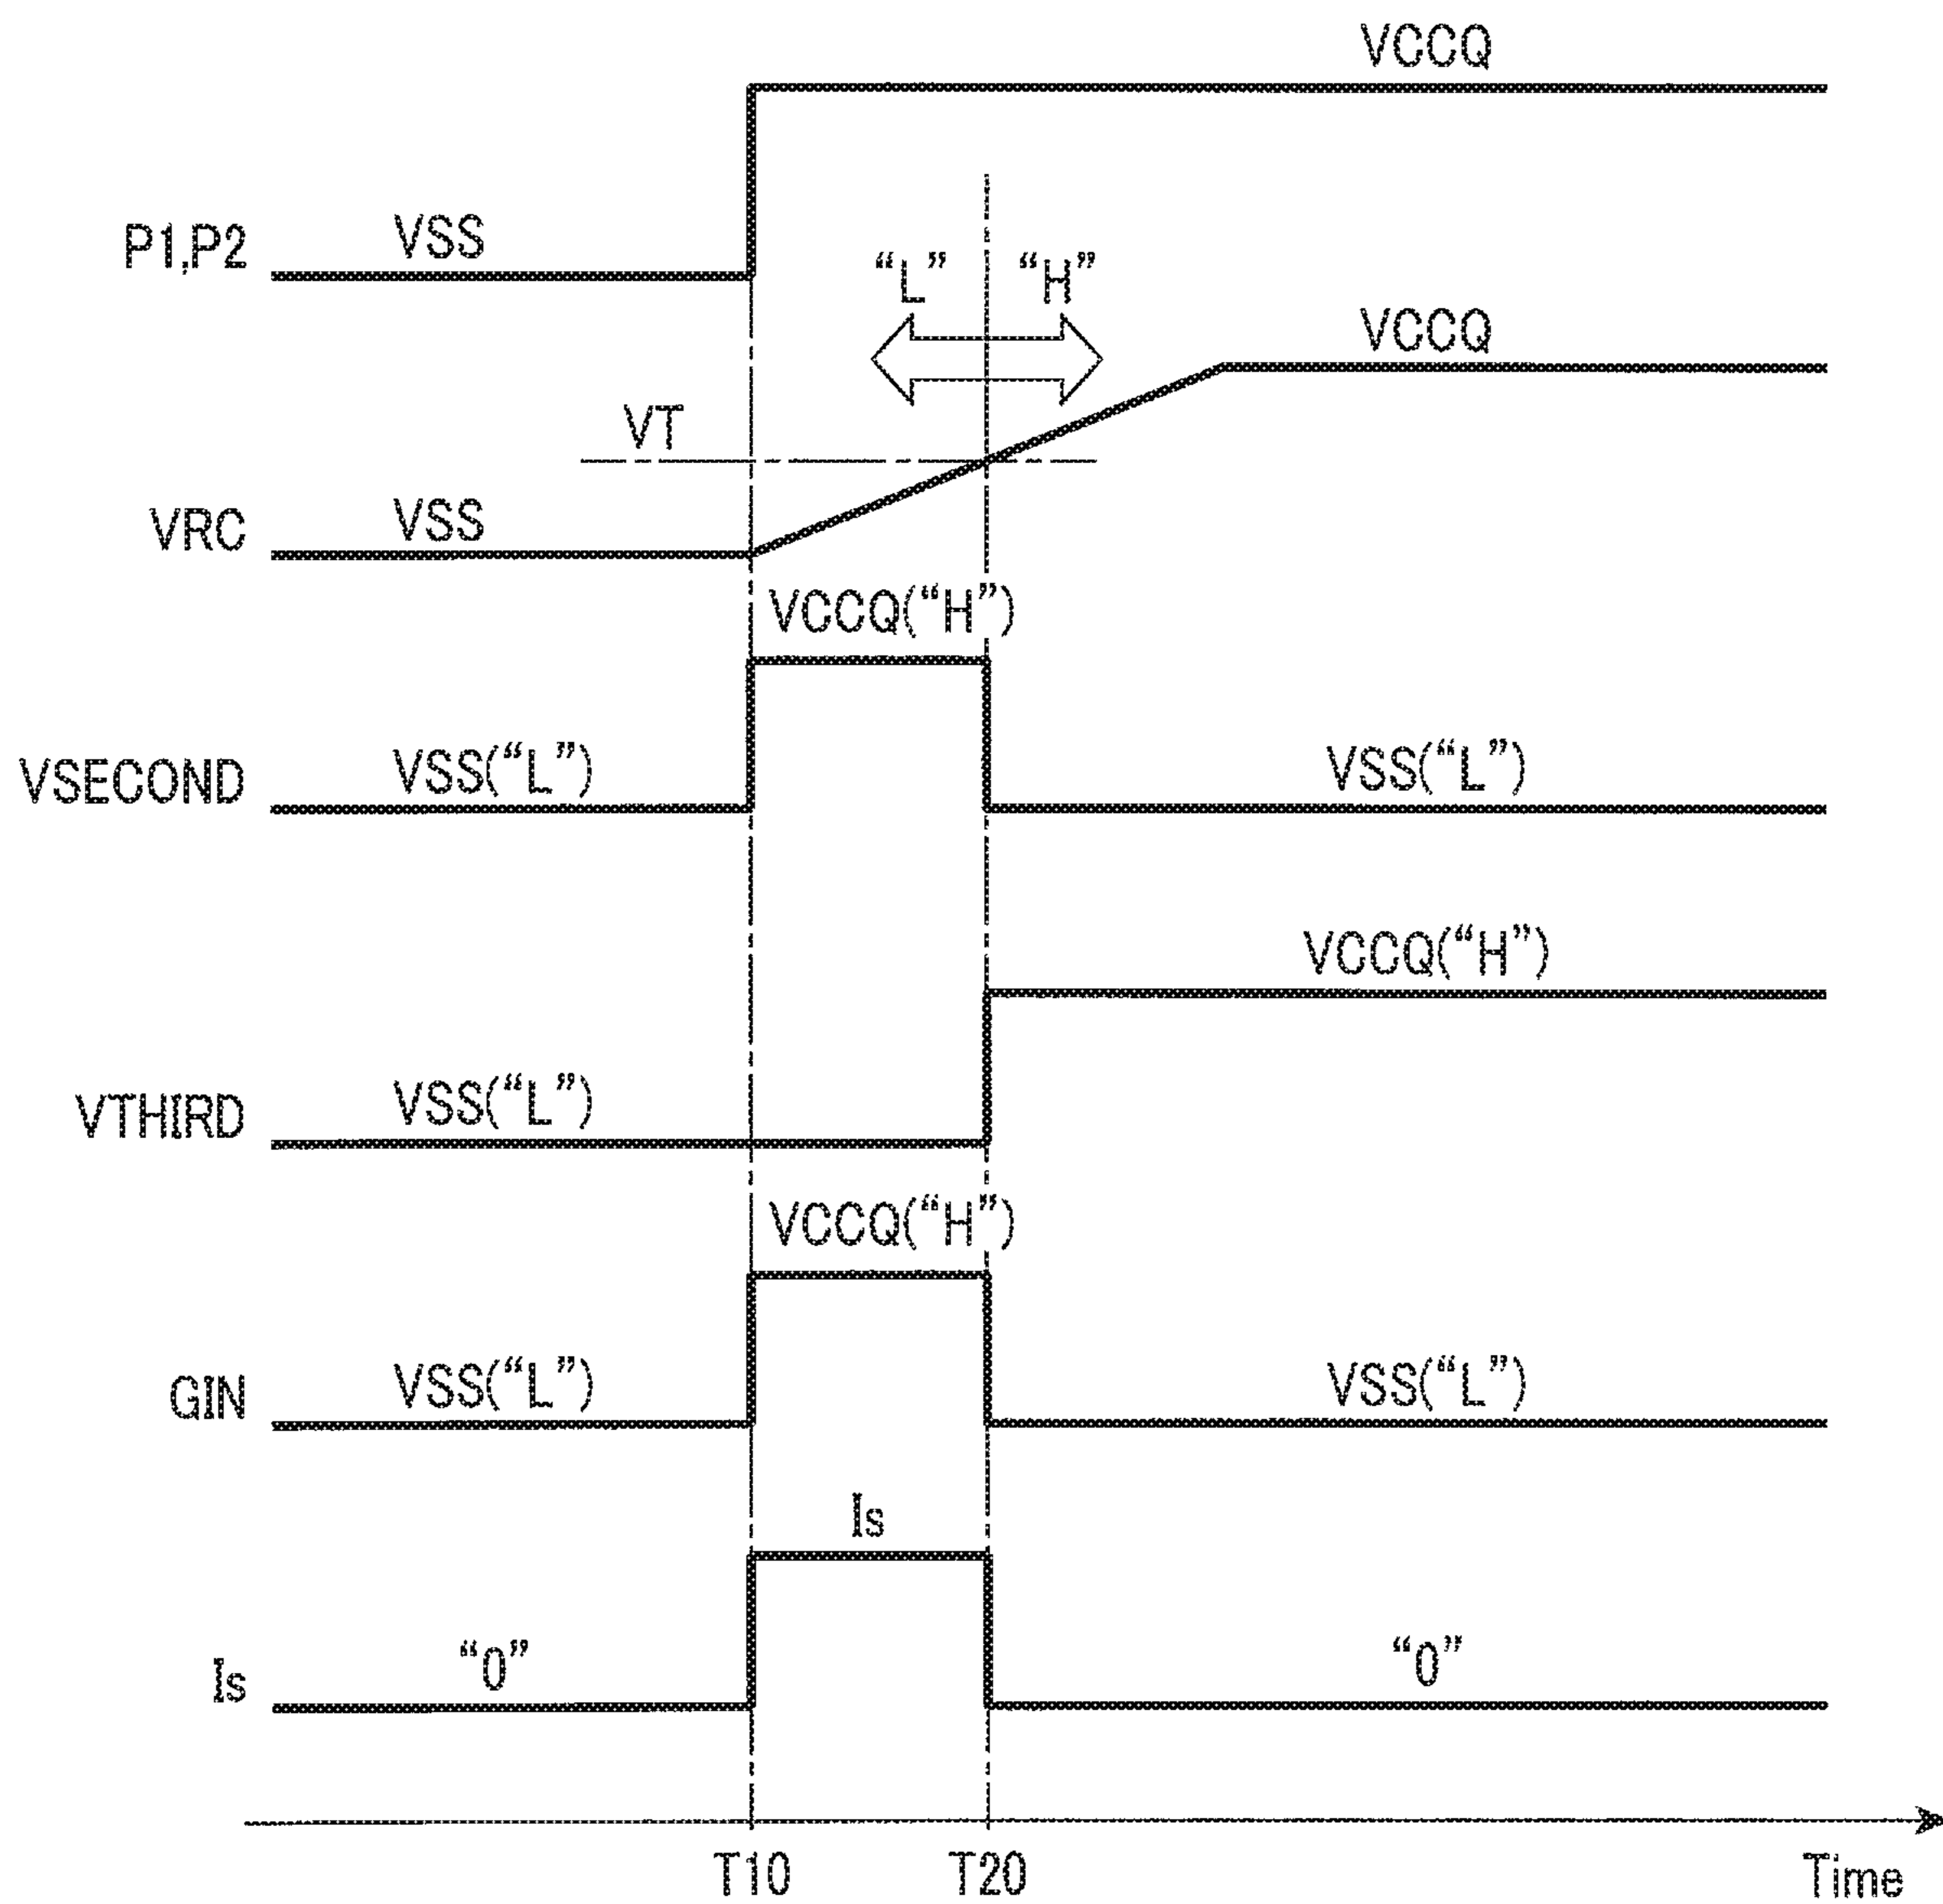 VCCQ
P1,P2 VSS
“L” “H”
VCCQ
VT
VRC VSS
VCCQ(“H”)
VSECOND VSS(“L”) VSS(“L”)
VCCQ(“H”)
VTHIRD VSS(“L”)
VCCQ(“H”)
GIN VSS(“L”) VSS(“L”)
Is
Is “0” “0”
T10 T20 Time